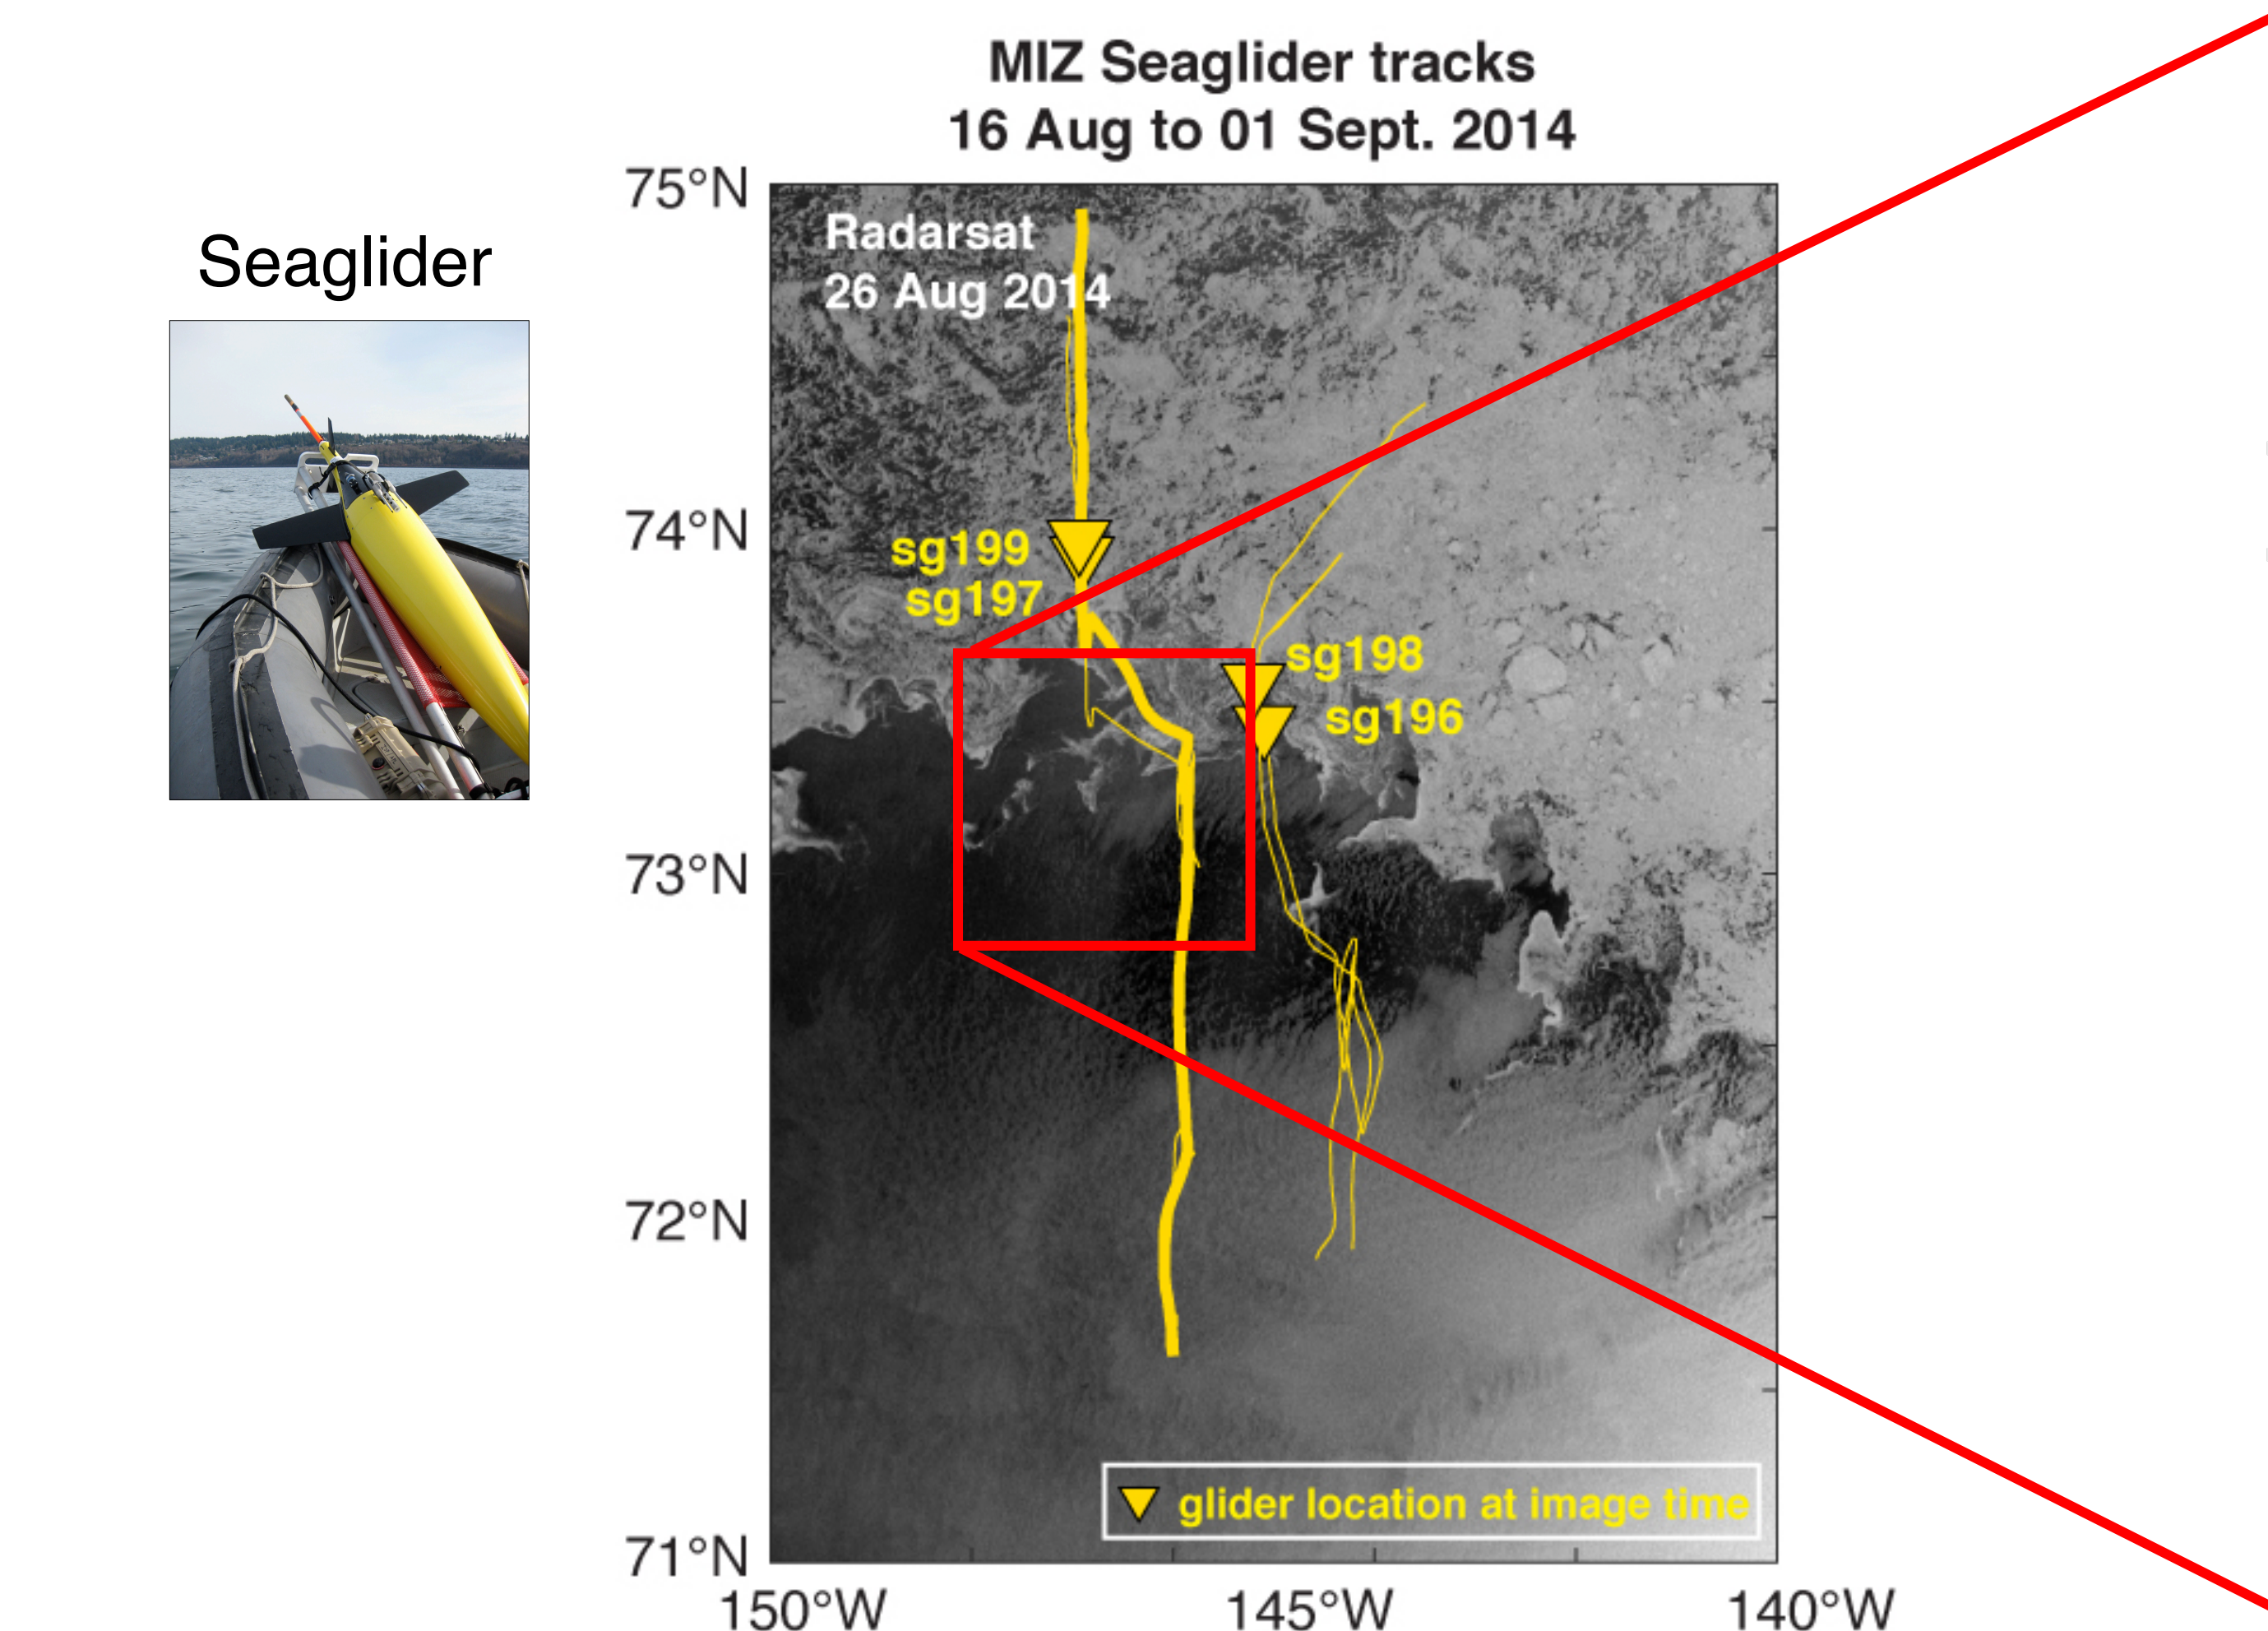 MIZ Seaglider tracks
16 Aug to 01 Sept. 2014
Seaglider
75°N
74°N
73°N
72°N
71°N
Radarsat
26 Aug 2014
sg199
sg197
sg198
sg196
glider location at image time
150°W
145°W
140°W